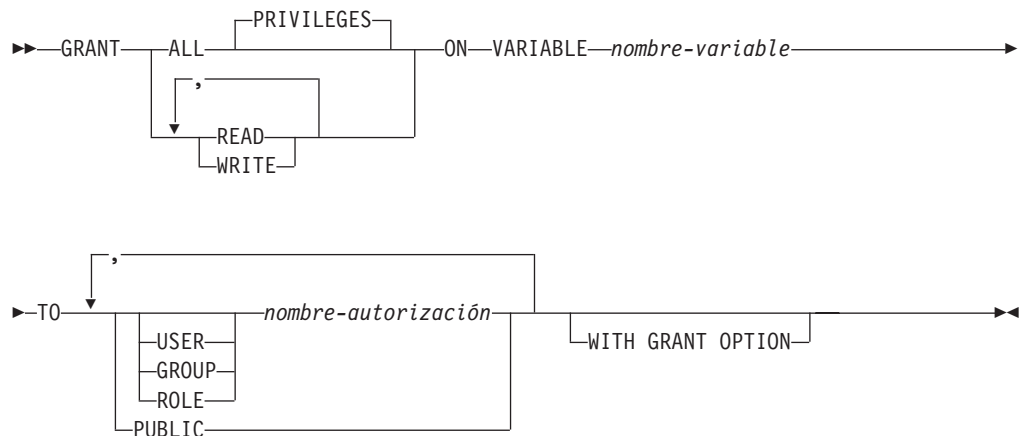 PRIVILEGES
GRANT ALL ON VARIABLE nombre-variable
,
READ
WRITE
,
TO nombre-autorización
USER WITH GRANT OPTION
GROUP
ROLE
PUBLIC